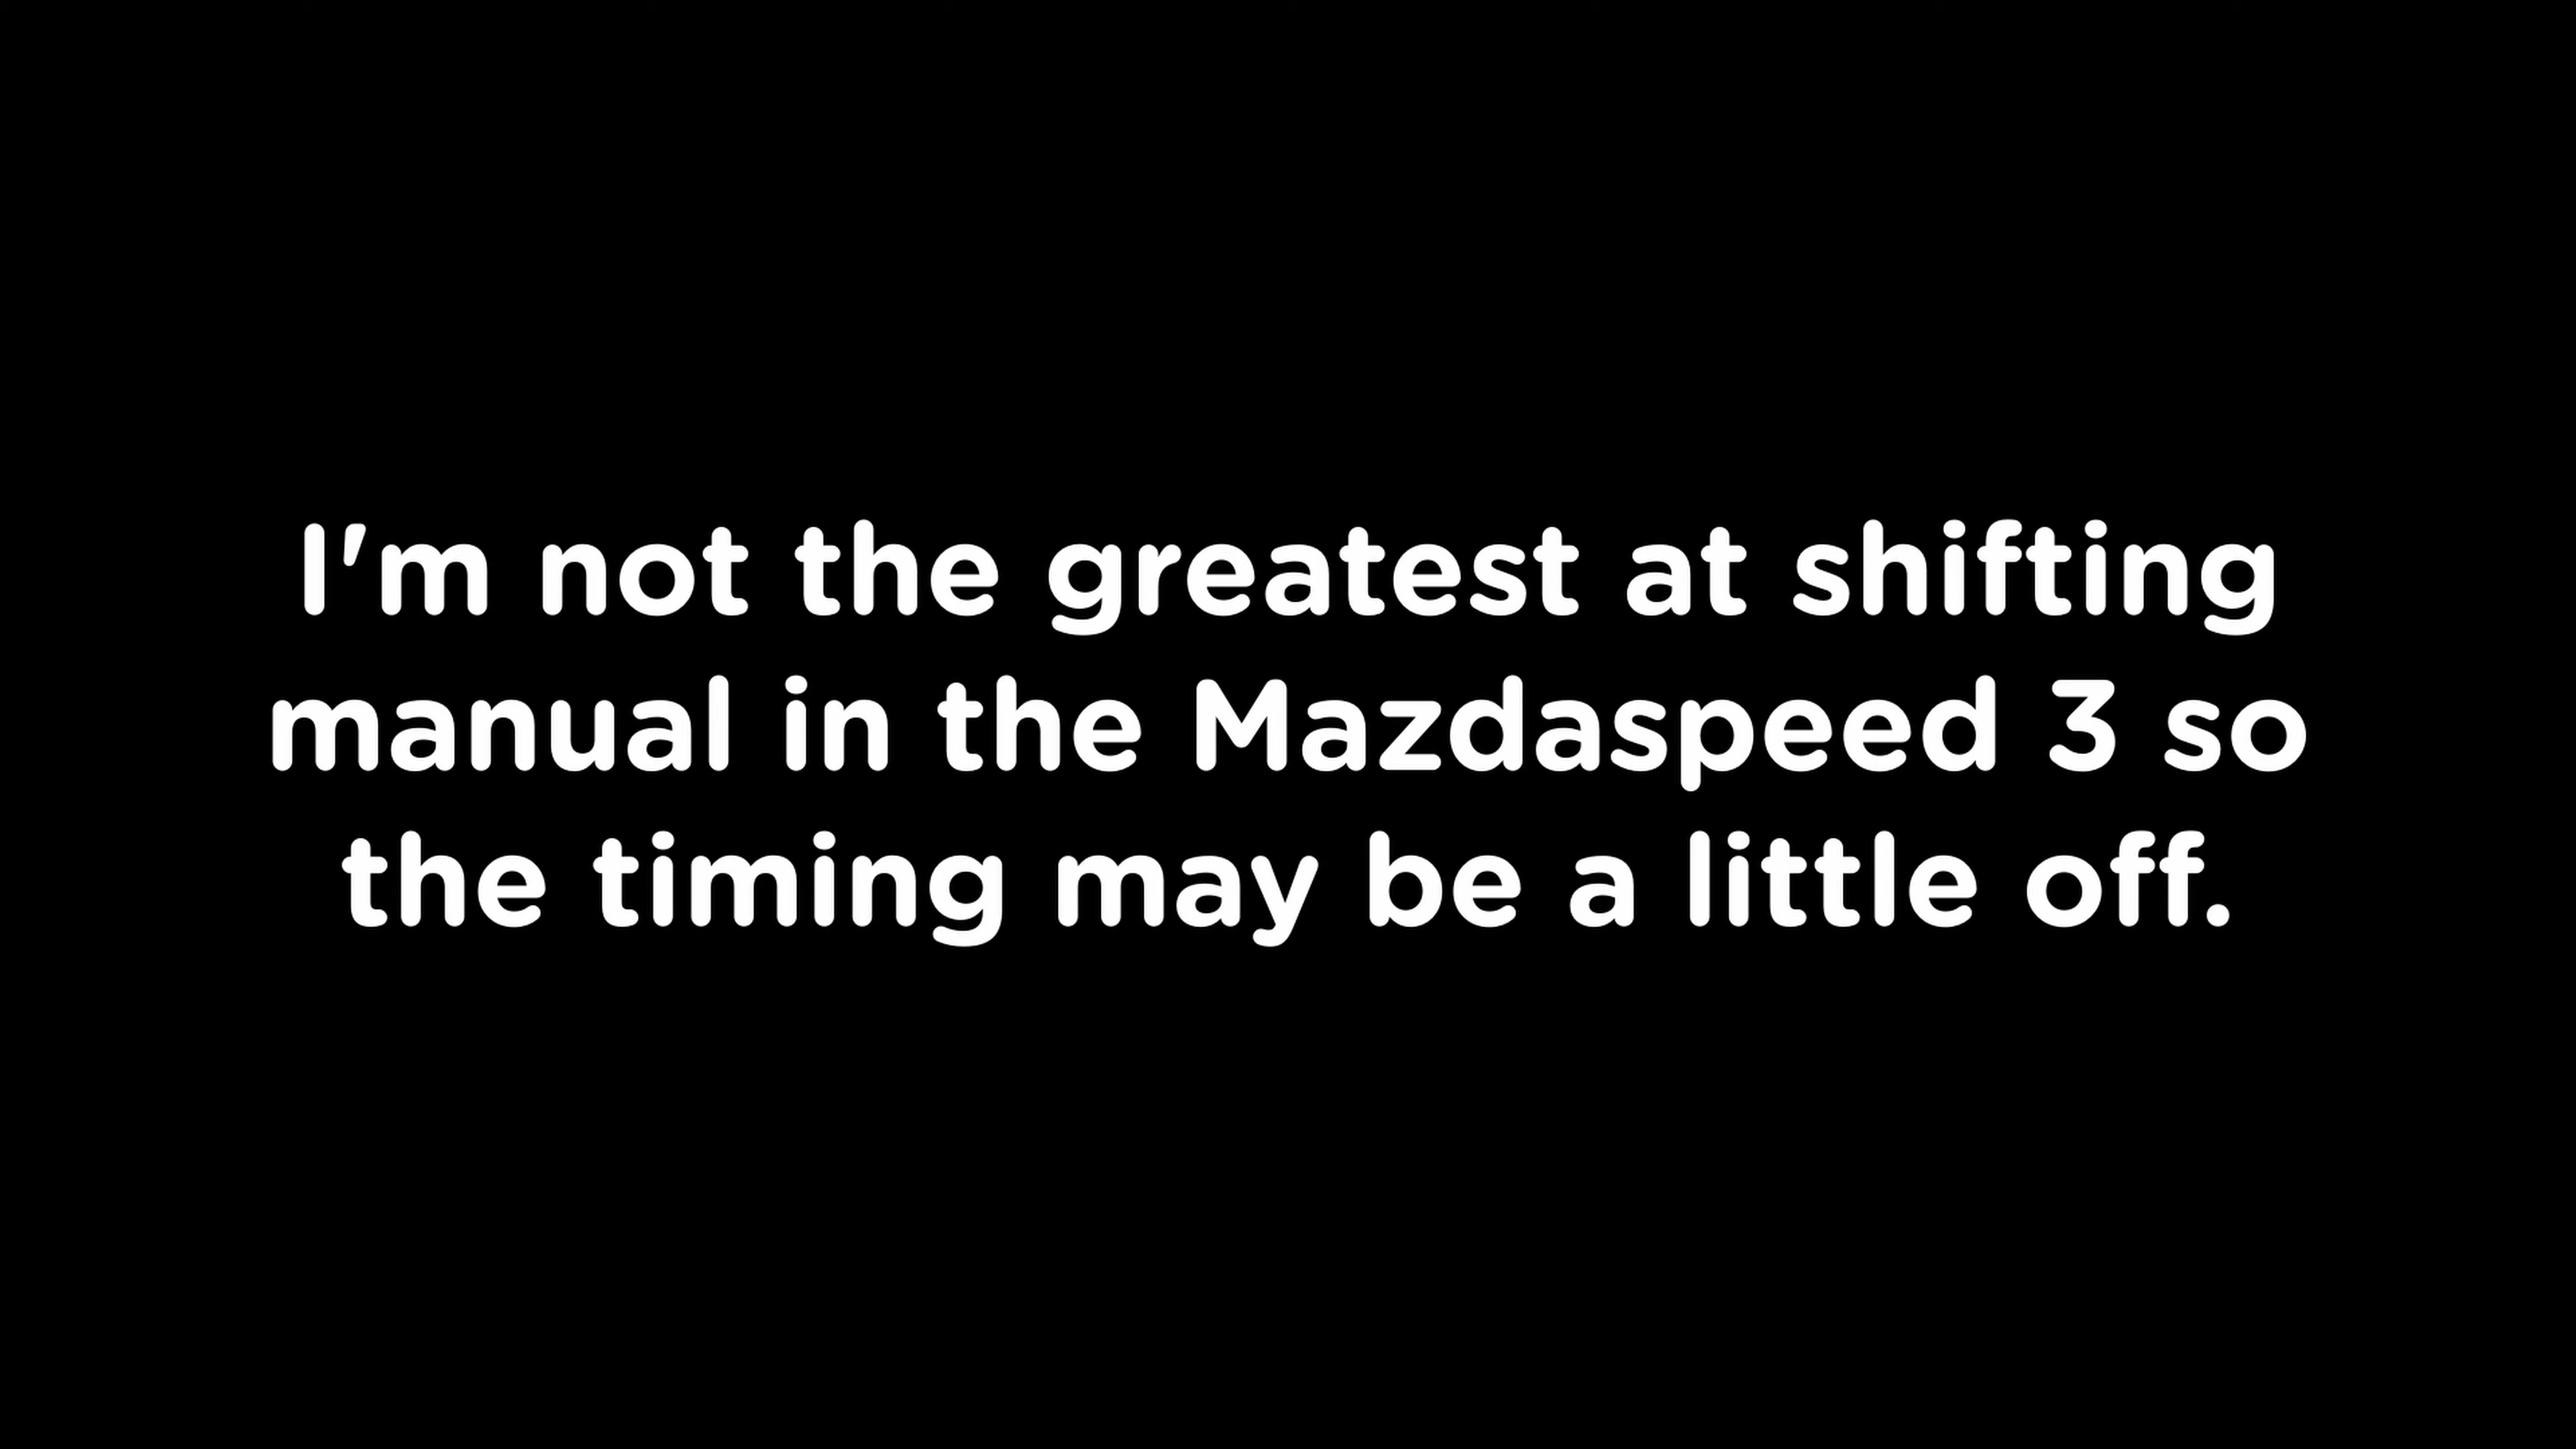 I'm not the greatest at shifting
manual in the Mazdaspeed 3 so
the timing may be a little off.